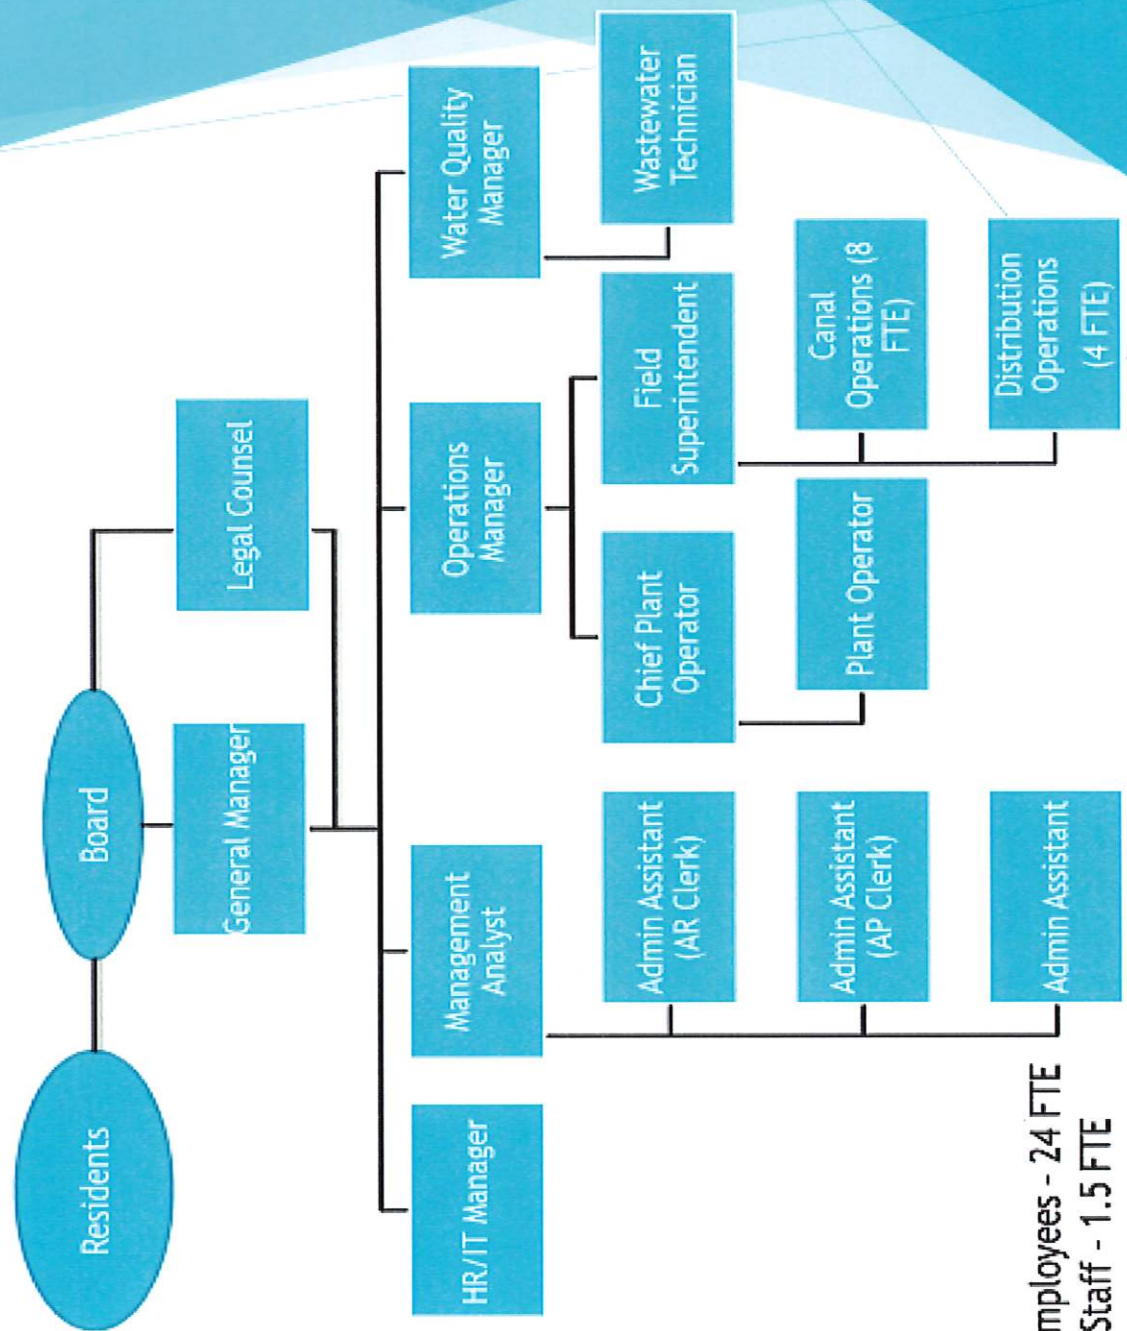 Residents
Board
General Manager
Legal Counsel
HR/IT Manager
Management
Analyst
Operations
Manager
Water Quality
Manager
Admin Assistant
(AR Clerk)
Chief Plant
Operator
Field
Superintendent
Wastewater
Technician
Admin Assistant
(AP Clerk)
Plant Operator
Canal
Operations (8
FTE)
Admin Assistant
Distribution
Operations
(4 FTE)
mployees - 24 FTE
Staff - 1.5 FTE